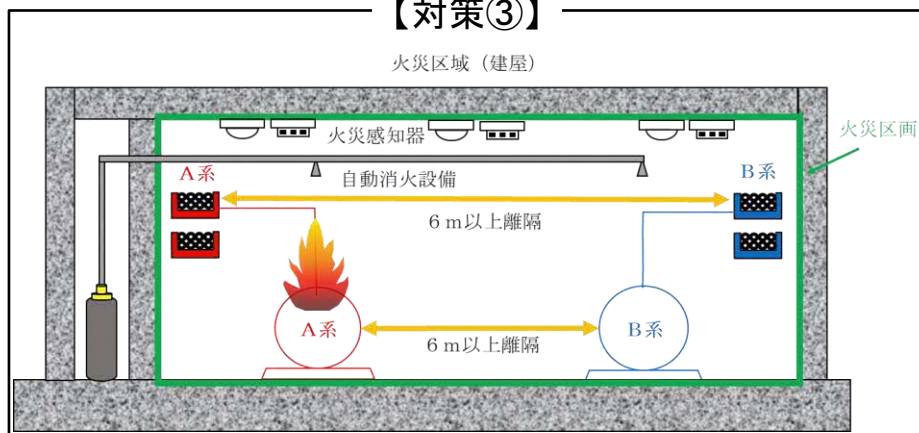 【対策③】
火災区域（建屋）
火災感知器
火災区画
自動消火設備
A系
B系
6m以上離隔
A系
B系
6m以上離隔